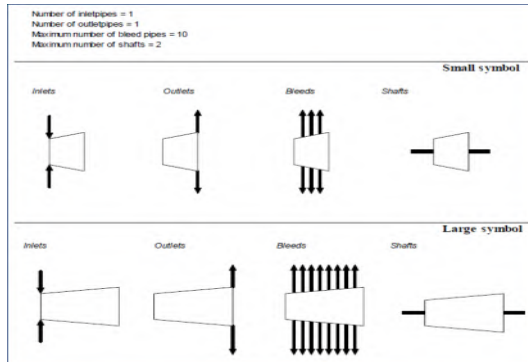 Number of inletpipes = 1
Number of outletpipes = 1
Maximum number of bleed pipes = 10
Maximum number of shafts = 2
Small symbol
Inlets Outlets Bleeds Shafts
Large symbol
Inlets Outlets Bleeds Shafts